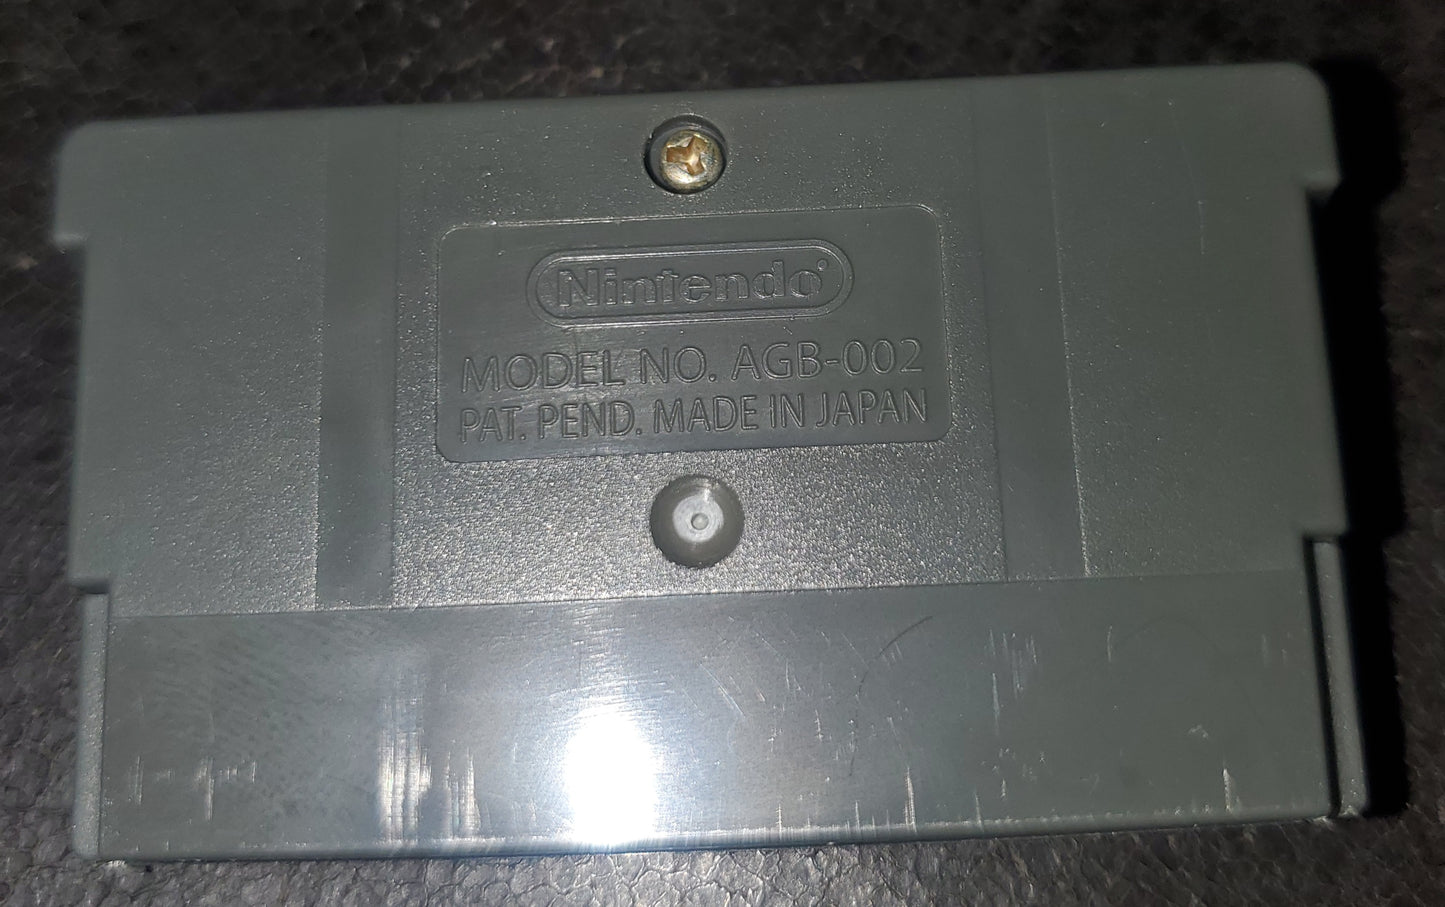 Nintendo®
MODEL NO. AGB-002
PAT. PEND. MADE IN JAPAN